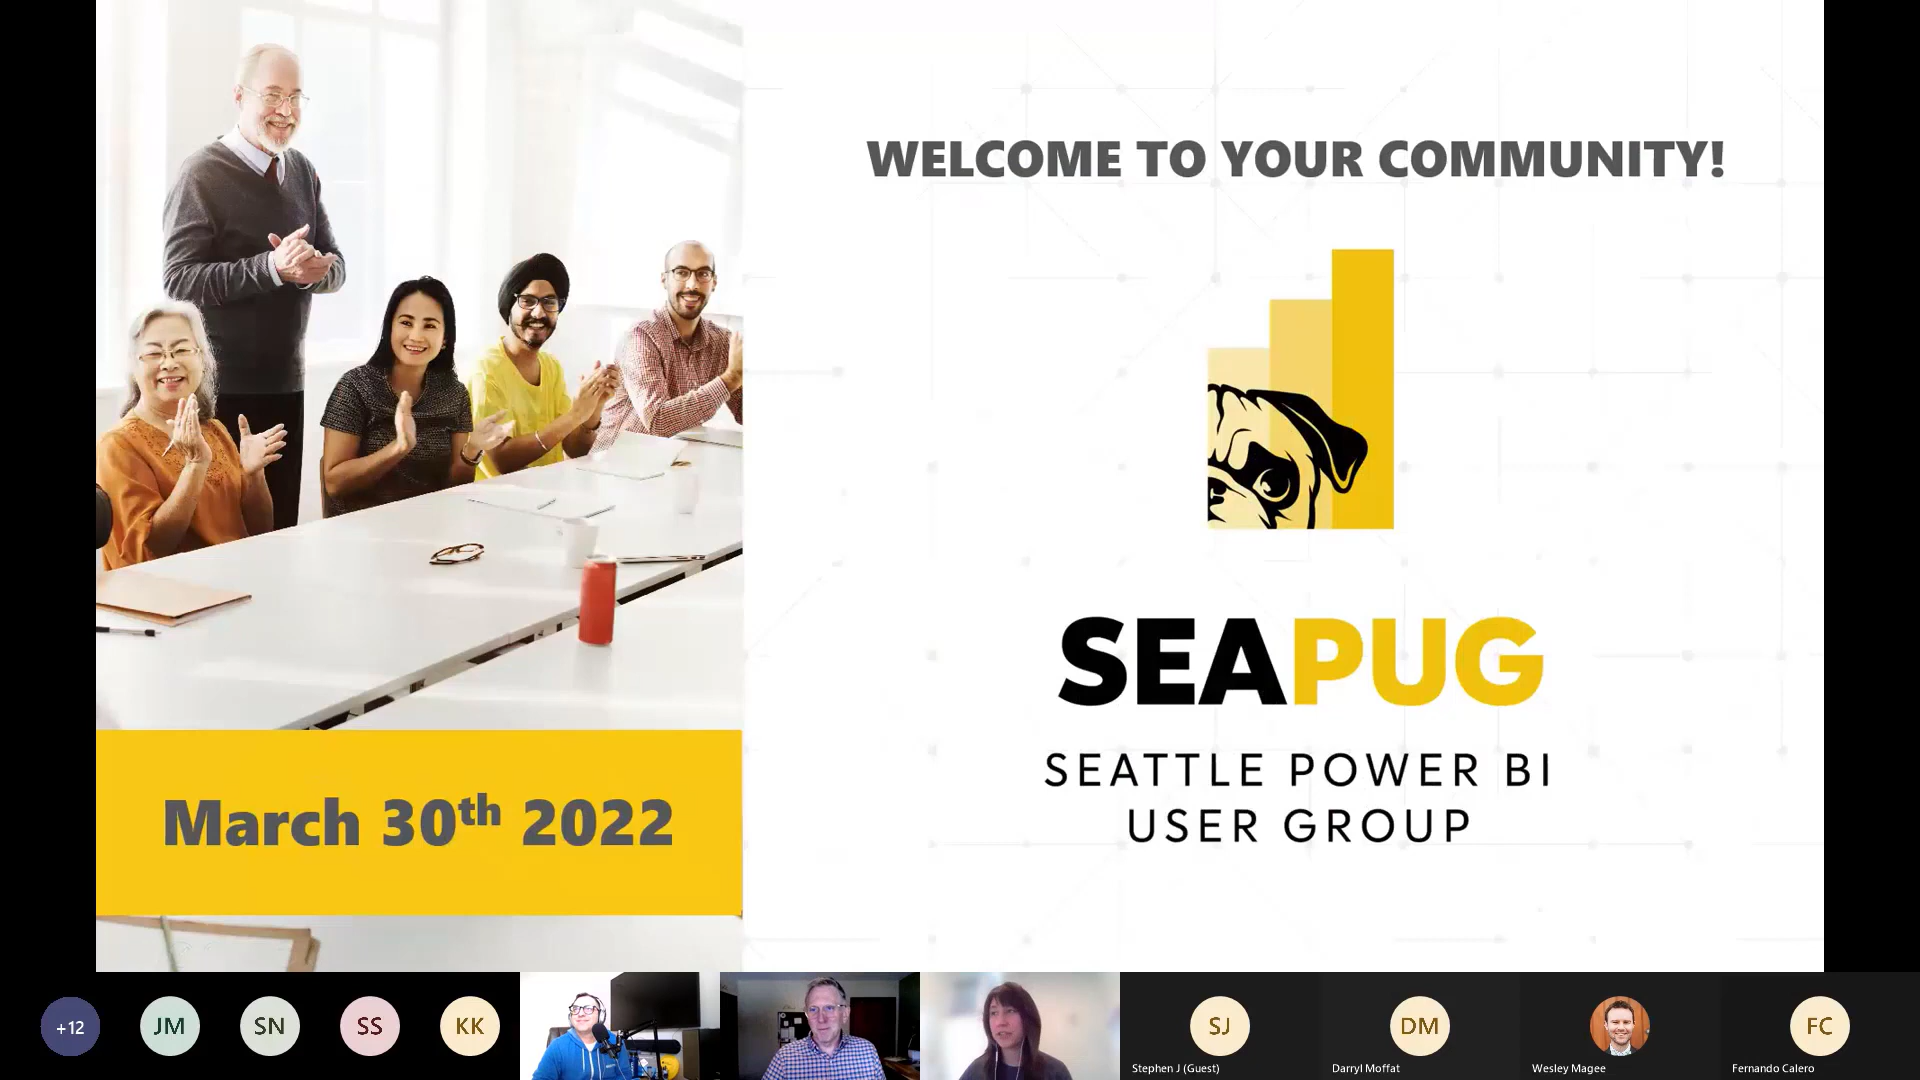 WELCOME TO YOUR COMMUNITY!
SEAPUG
SEATTLE POWER BI
USER GROUP
March 30th 2022
+12
JM
SN
SS
KK
SJ
Stephen J (Guest)
DM
Darryl Moffat
Wesley Magee
FC
Fernando Calero